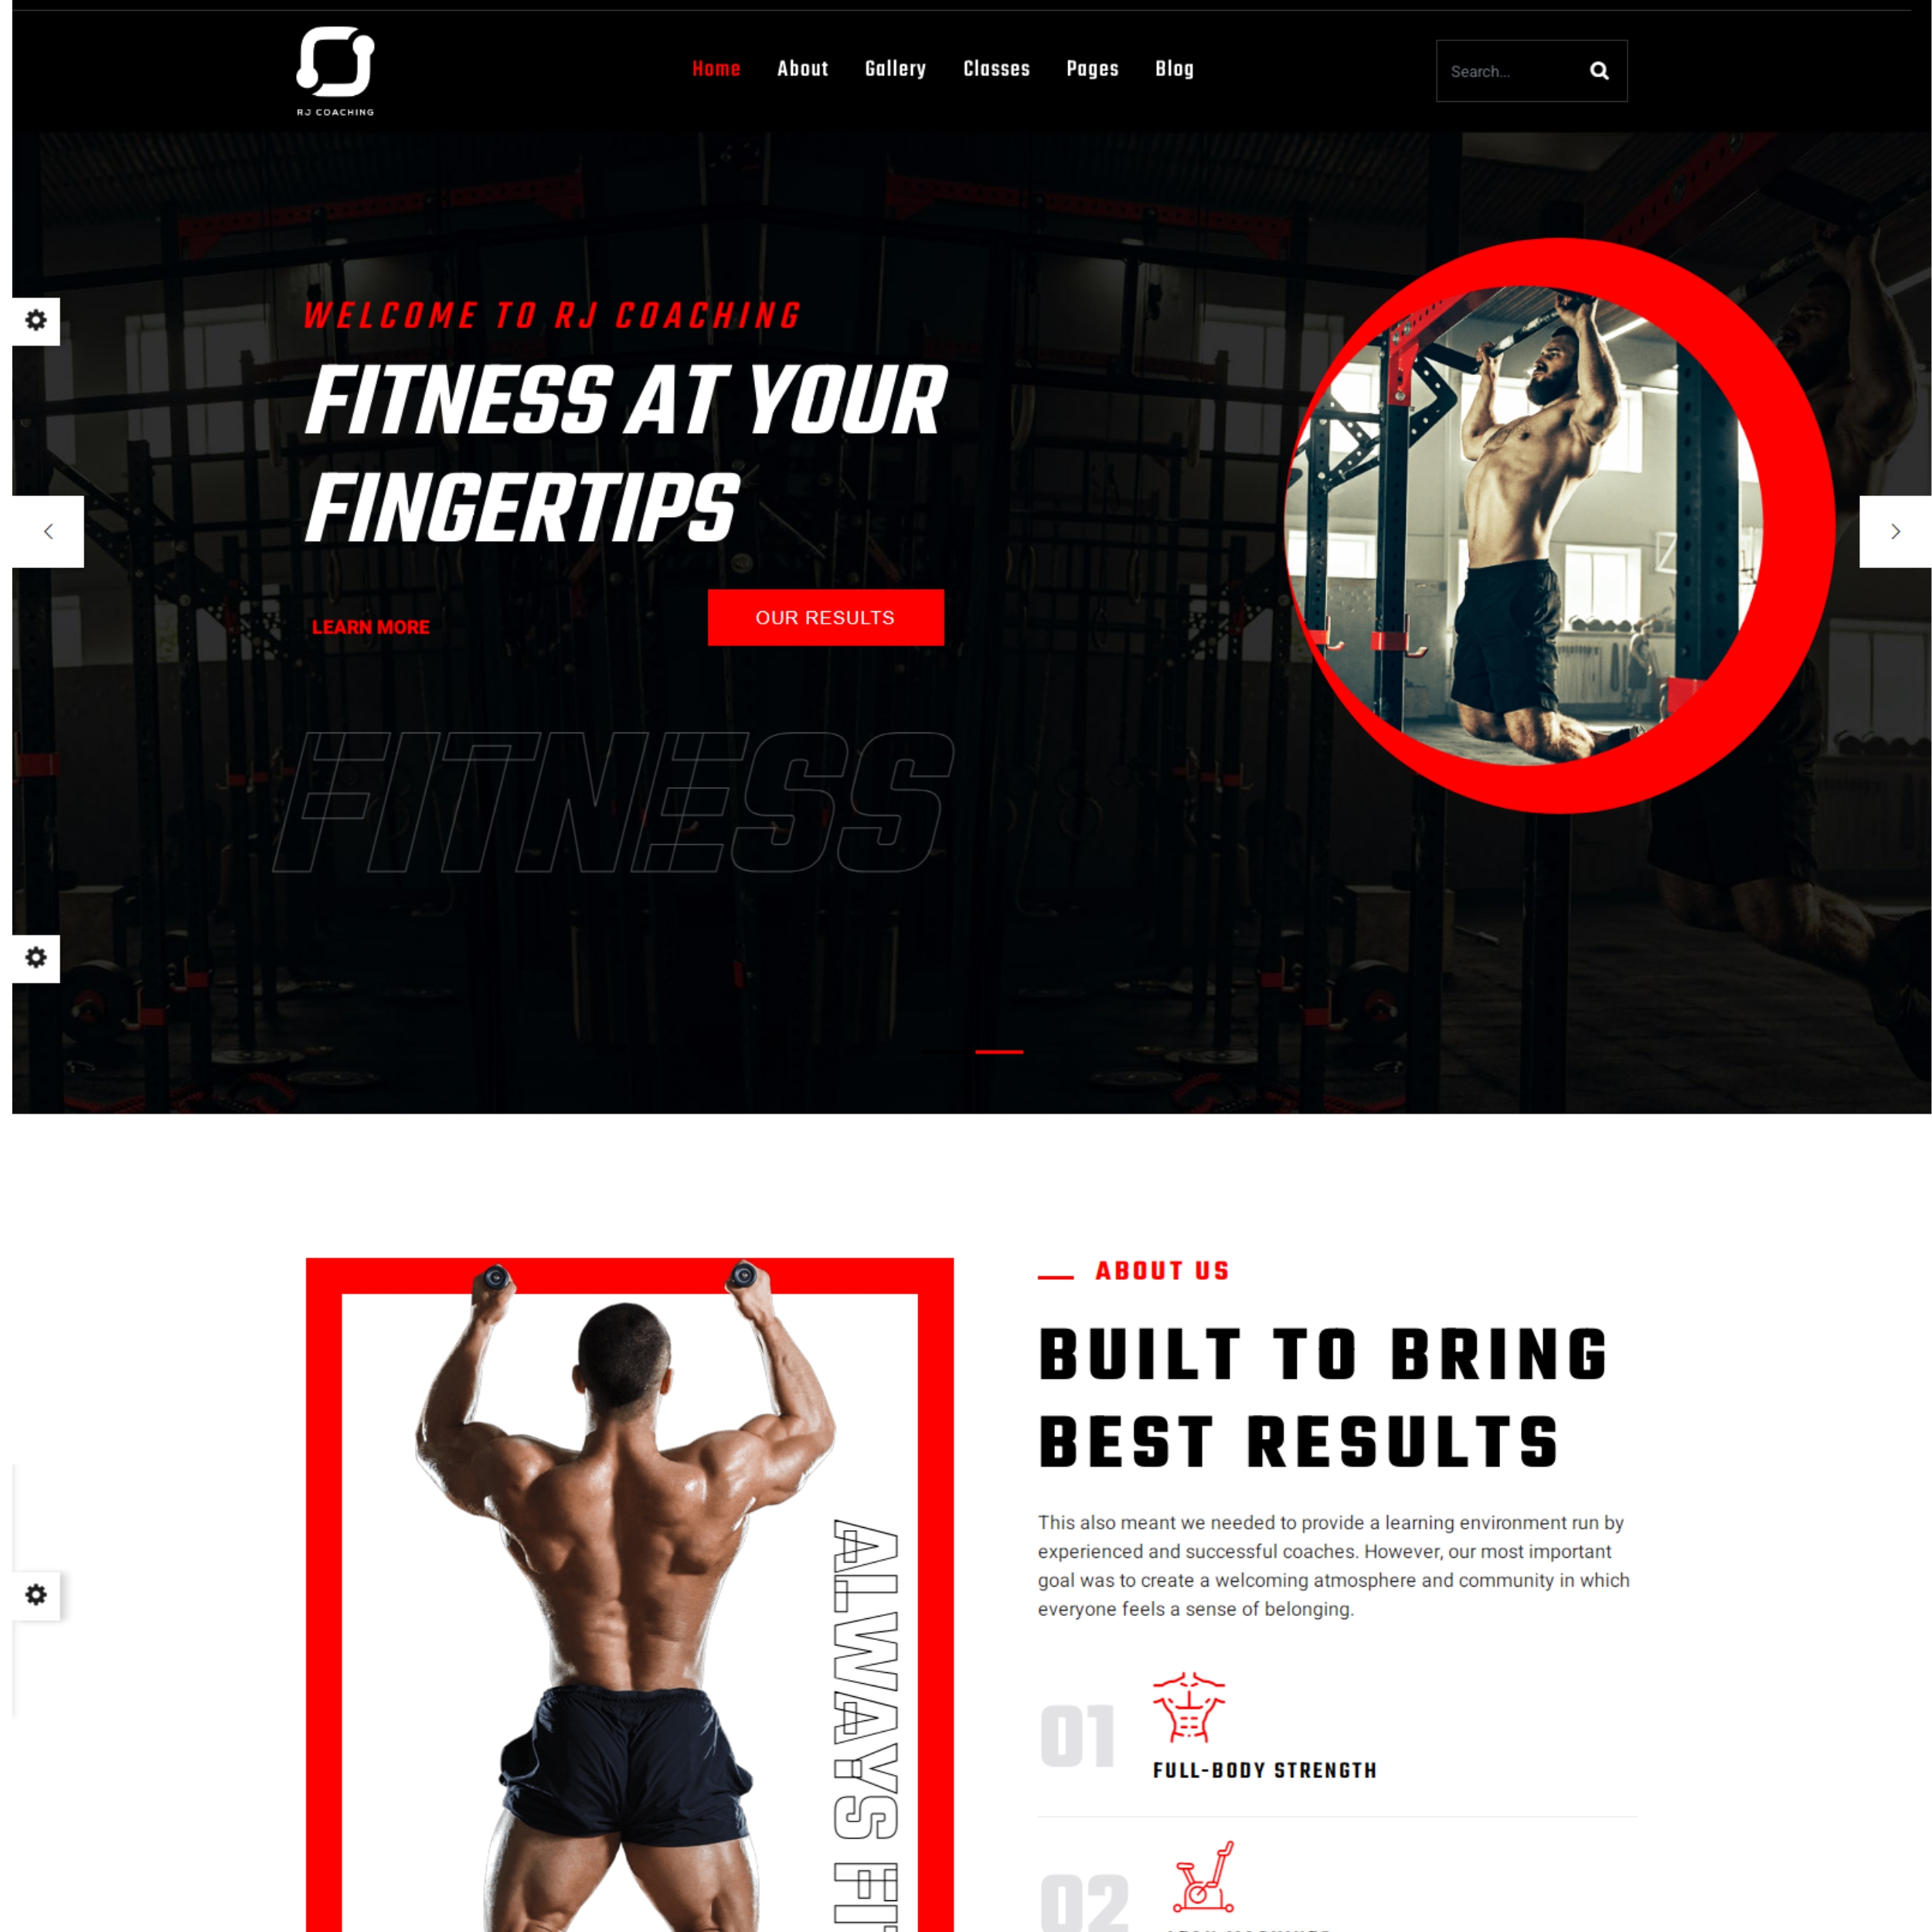 RJ COACHING
Home About Gallery Classes Pages Blog
Search...
WELCOME TO RJ COACHING
FITNESS AT YOUR
FINGERTIPS
LEARN MORE
OUR RESULTS
FITNESS
ABOUT US
BUILT TO BRING
BEST RESULTS
This also meant we needed to provide a learning environment run by
experienced and successful coaches. However, our most important
goal was to create a welcoming atmosphere and community in which
everyone feels a sense of belonging.
ALWAYS FI
01
FULL-BODY STRENGTH
02